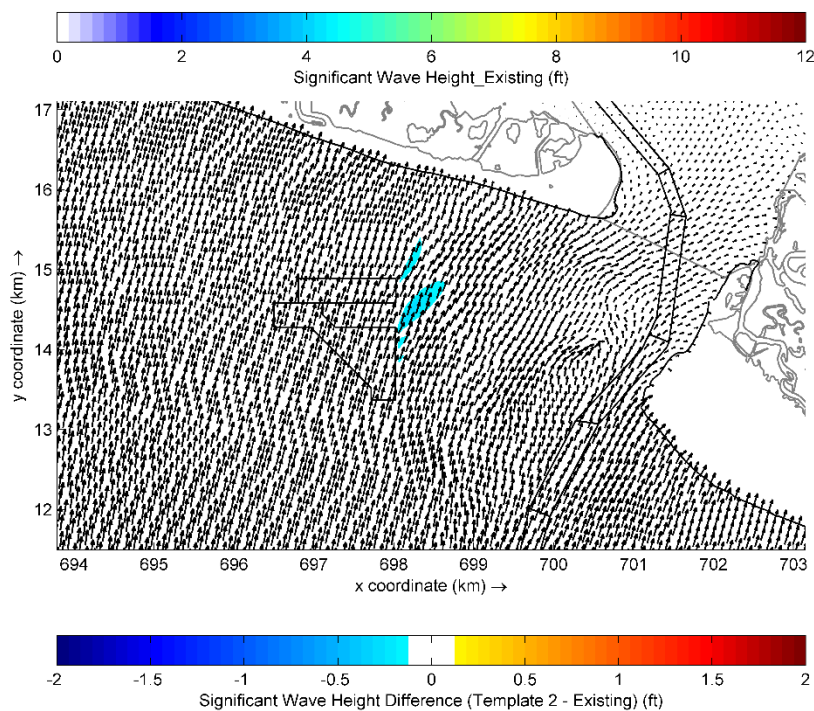 0 2 4 6 8 10 12
Significant Wave Height_Existing (ft)
17
16
15
14
13
12
y coordinate (km) →
694 695 696 697 698 699 700 701 702 703
x coordinate (km) →
-2 -1.5 -1 -0.5 0 0.5 1 1.5 2
Significant Wave Height Difference (Template 2 - Existing) (ft)